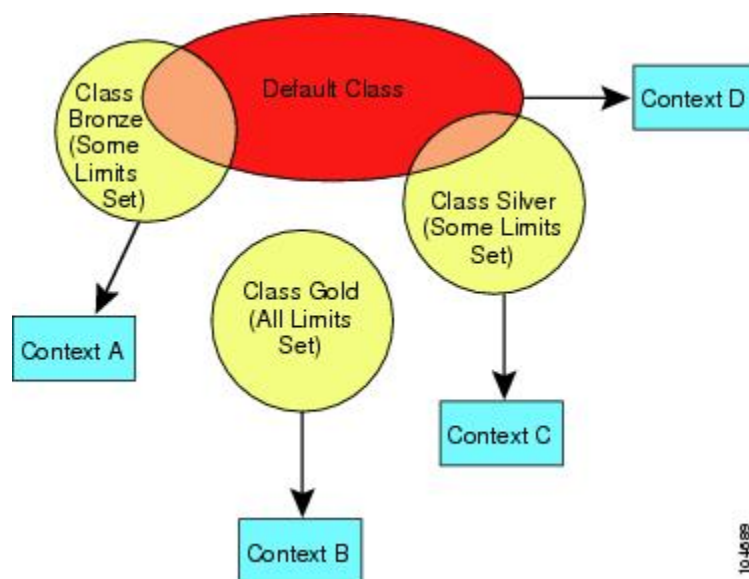 Default Class
Class
Bronze
(Some
Limits
Set)
Context D
Class Silver
(Some Limits
Set)
Class Gold
(All Limits
Set)
Context A
Context C
Context B
104689